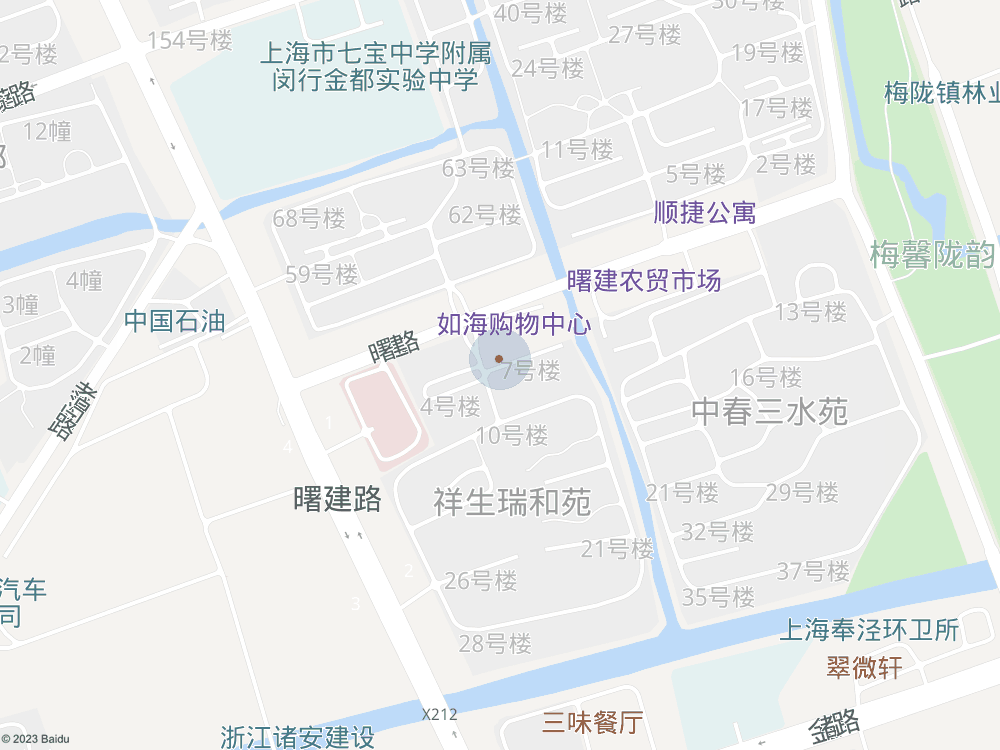 40号楼
30号楼
154号楼
27号楼
2号楼
上海市七宝中学附属
闵行金都实验中学
24号楼
19号楼
梅陇镇林业
17号楼
12幢
11号楼
63号楼
5号楼
2号楼
68号楼
62号楼
顺捷公寓
梅馨陇韵
59号楼
4幢
曙建农贸市场
3幢
中国石油
如海购物中心
13号楼
曙建路
2幢
7号楼
16号楼
4号楼
中春三水苑
1
10号楼
4
曙建路
祥生瑞和苑
21号楼
29号楼
32号楼
21号楼
2
26号楼
37号楼
汽车
司
3
35号楼
28号楼
上海奉泾环卫所
翠微轩
X212
三味餐厅
金都路
浙江诸安建设
© 2023 Baidu